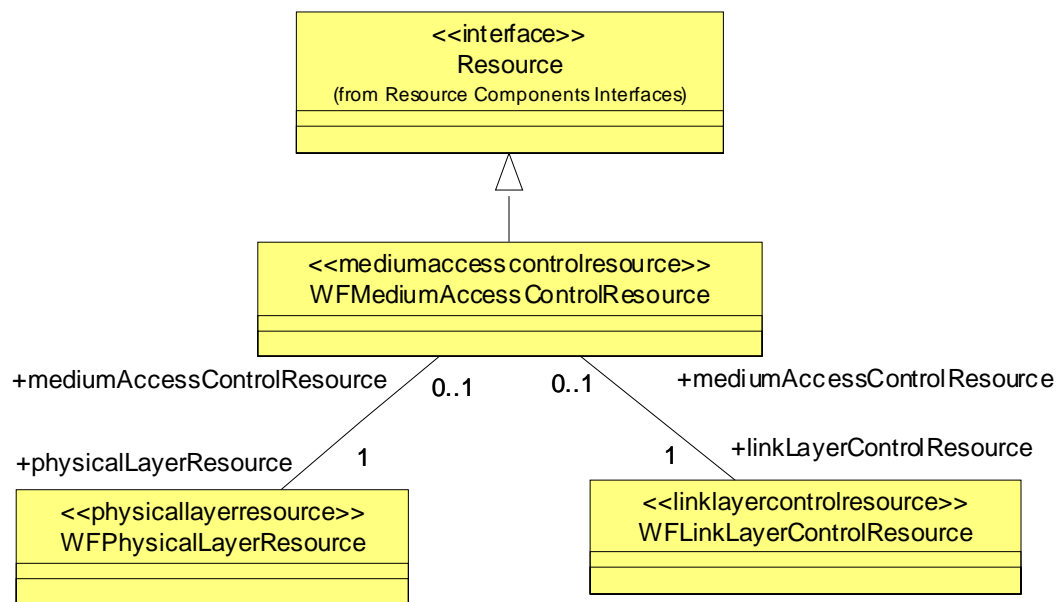 <<interface>>
Resource
(from Resource Components Interfaces)
<<mediumaccesscontrolresource>>
WFMediumAccessControlResource
+mediumAccessControlResource
0..1
0..1
+mediumAccessControlResource
+physicalLayerResource
1
1
+linkLayerControlResource
<<physicallayerresource>>
WFPhysicalLayerResource
<<linklayercontrolresource>>
WFLinkLayerControlResource